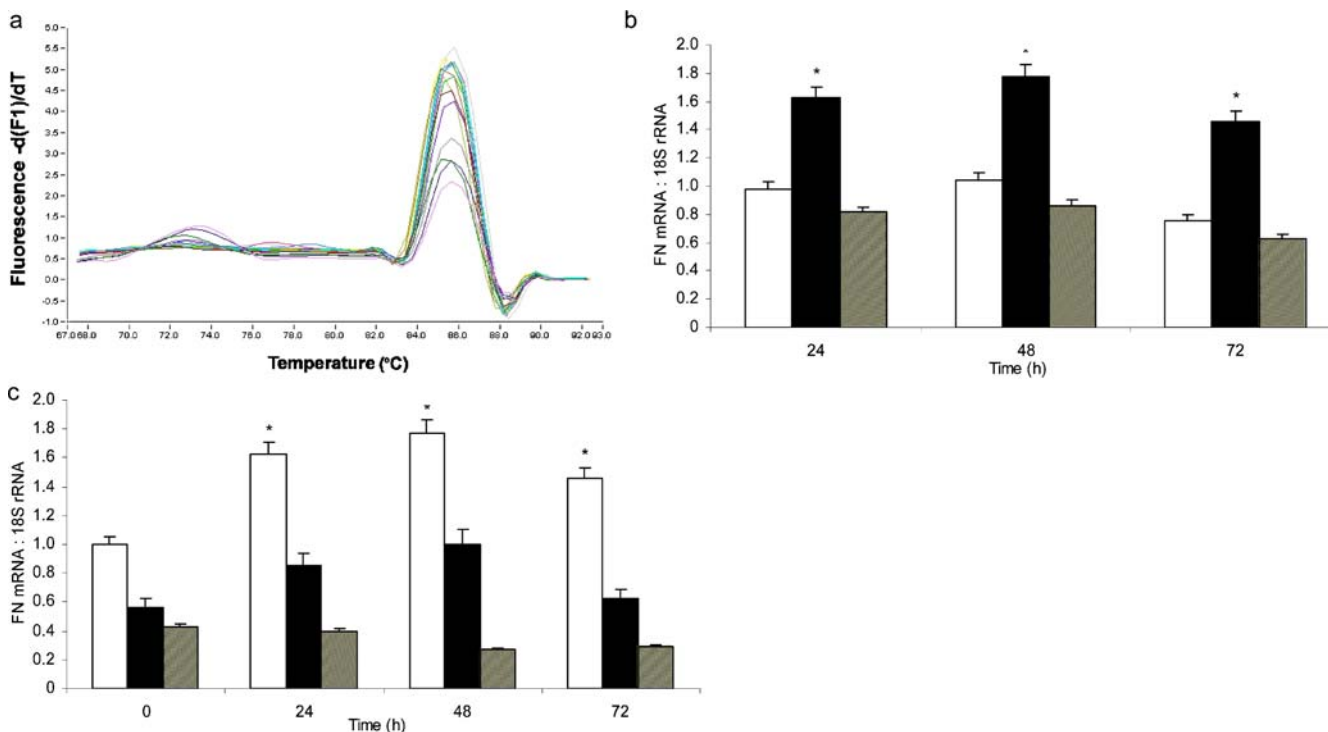 a
Fluorescence -d(F1)/dT
5.5
5.0
4.5
4.0
3.5
3.0
2.5
2.0
1.5
1.0
0.5
0.0
-0.5
-1.0
67.0 68.0 70.0 72.0 74.0 76.0 78.0 80.0 82.0 84.0 86.0 88.0 90.0 92.0 93.0
Temperature (°C)
b
FN mRNA : 18S rRNA
2.0
1.8
1.6
1.4
1.2
1.0
0.8
0.6
0.4
0.2
0
* * *
24 48 72
Time (h)
c
FN mRNA : 18S rRNA
2.0
1.8
1.6
1.4
1.2
1.0
0.8
0.6
0.4
0.2
0
* * *
0 24 48 72
Time (h)